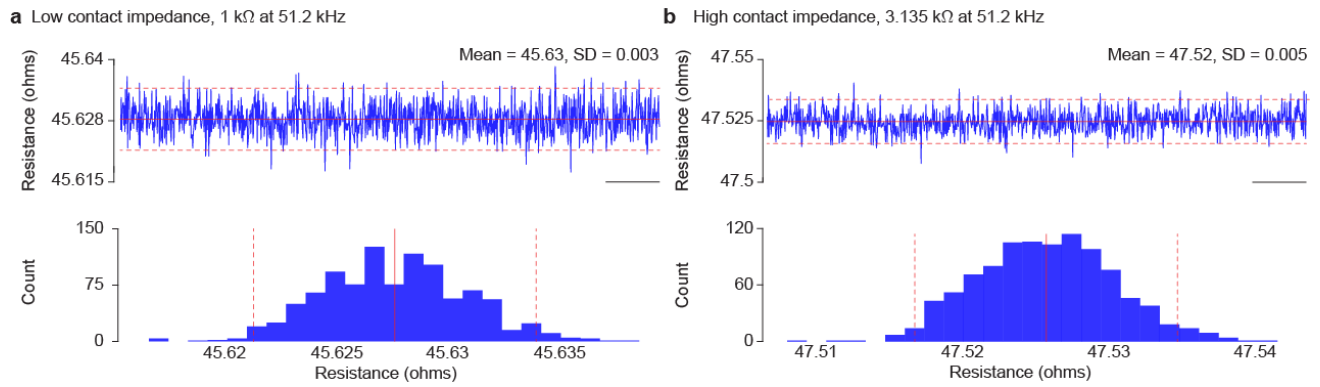 a Low contact impedance, 1 kΩ at 51.2 kHz
Mean = 45.63, SD = 0.003
Resistance (ohms)
45.64
45.628
45.615
Count
150
75
0
45.62 45.625 45.63 45.635
Resistance (ohms)
b High contact impedance, 3.135 kΩ at 51.2 kHz
Mean = 47.52, SD = 0.005
Resistance (ohms)
47.55
47.525
47.5
Count
120
60
0
47.51 47.52 47.53 47.54
Resistance (ohms)